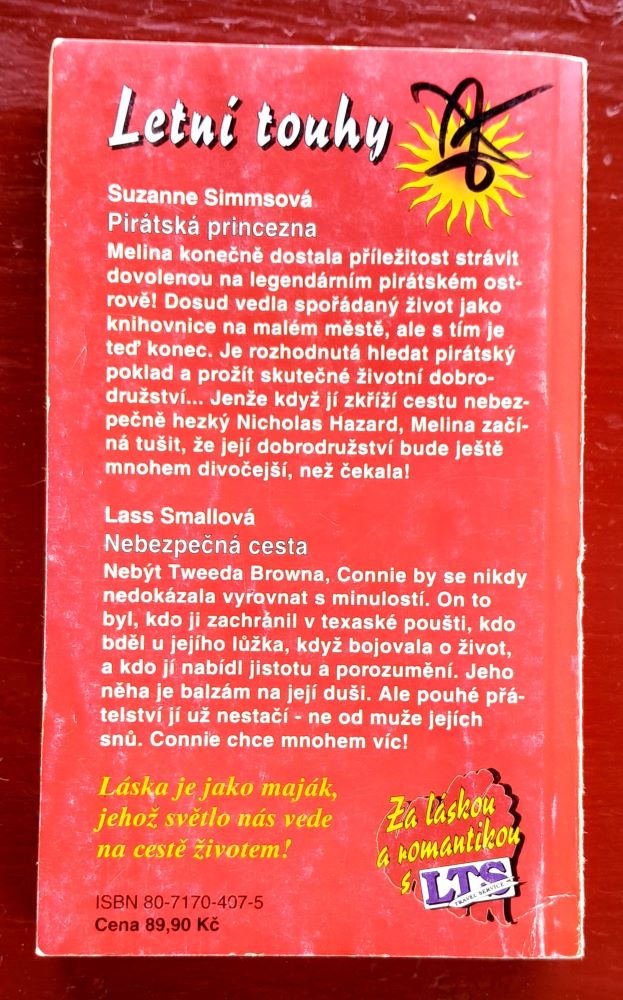 Letní touhy
Suzanne Simmsová
Pirátská princezna
Melina konečně dostala příležitost strávit
dovolenou na legendárním pirátském ost-
rově! Dosud vedla spořádaný život jako
knihovnice na malém městě, ale s tím je
teď konec. Je rozhodnutá hledat pirátský
poklad a prožít skutečné životní dobro-
družství... Jenže když jí zkříží cestu nebez-
pečně hezký Nicholas Hazard, Melina začí-
ná tušit, že její dobrodružství bude ještě
mnohem divočejší, než čekala!
Lass Smallová
Nebezpečná cesta
Nebýt Tweeda Browna, Connie by se nikdy
nedokázala vyrovnat s minulostí. On to
byl, kdo ji zachránil v texaské poušti, kdo
bděl u jejího lůžka, když bojovala o život,
a kdo jí nabídl jistotu a porozumění. Jeho
něha je balzám na její duši. Ale pouhé přá-
telství jí už nestačí - ne od muže jejích
snů. Connie chce mnohem víc!
Láska je jako maják,
jehož světlo nás vede
na cestě životem!
Za láskou
a romantikou
s
LTS
TRAVEL SERVICE
ISBN 80-7170-407-5
Cena 89,90 Kč